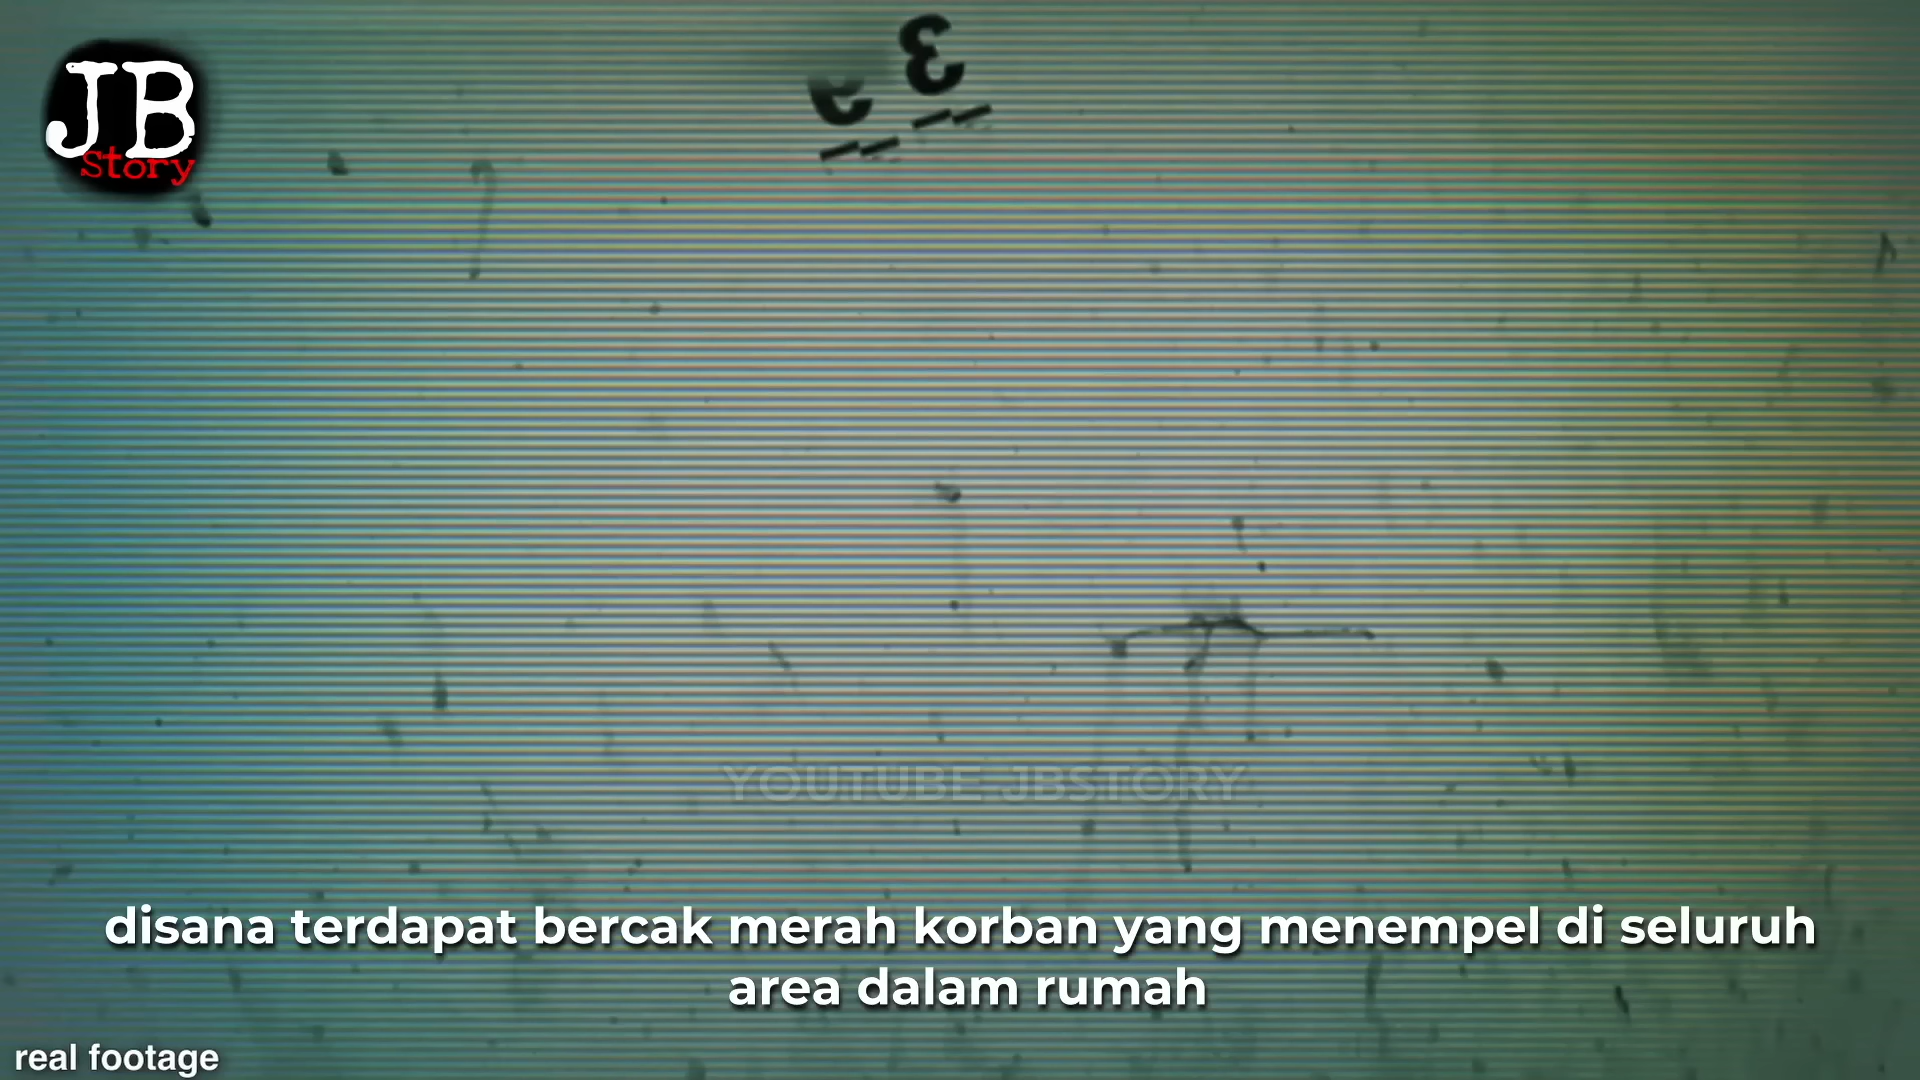 JB
Story
YOUTUBE JBSTORY
disana terdapat bercak merah korban yang menempel di seluruh
area dalam rumah
real footage